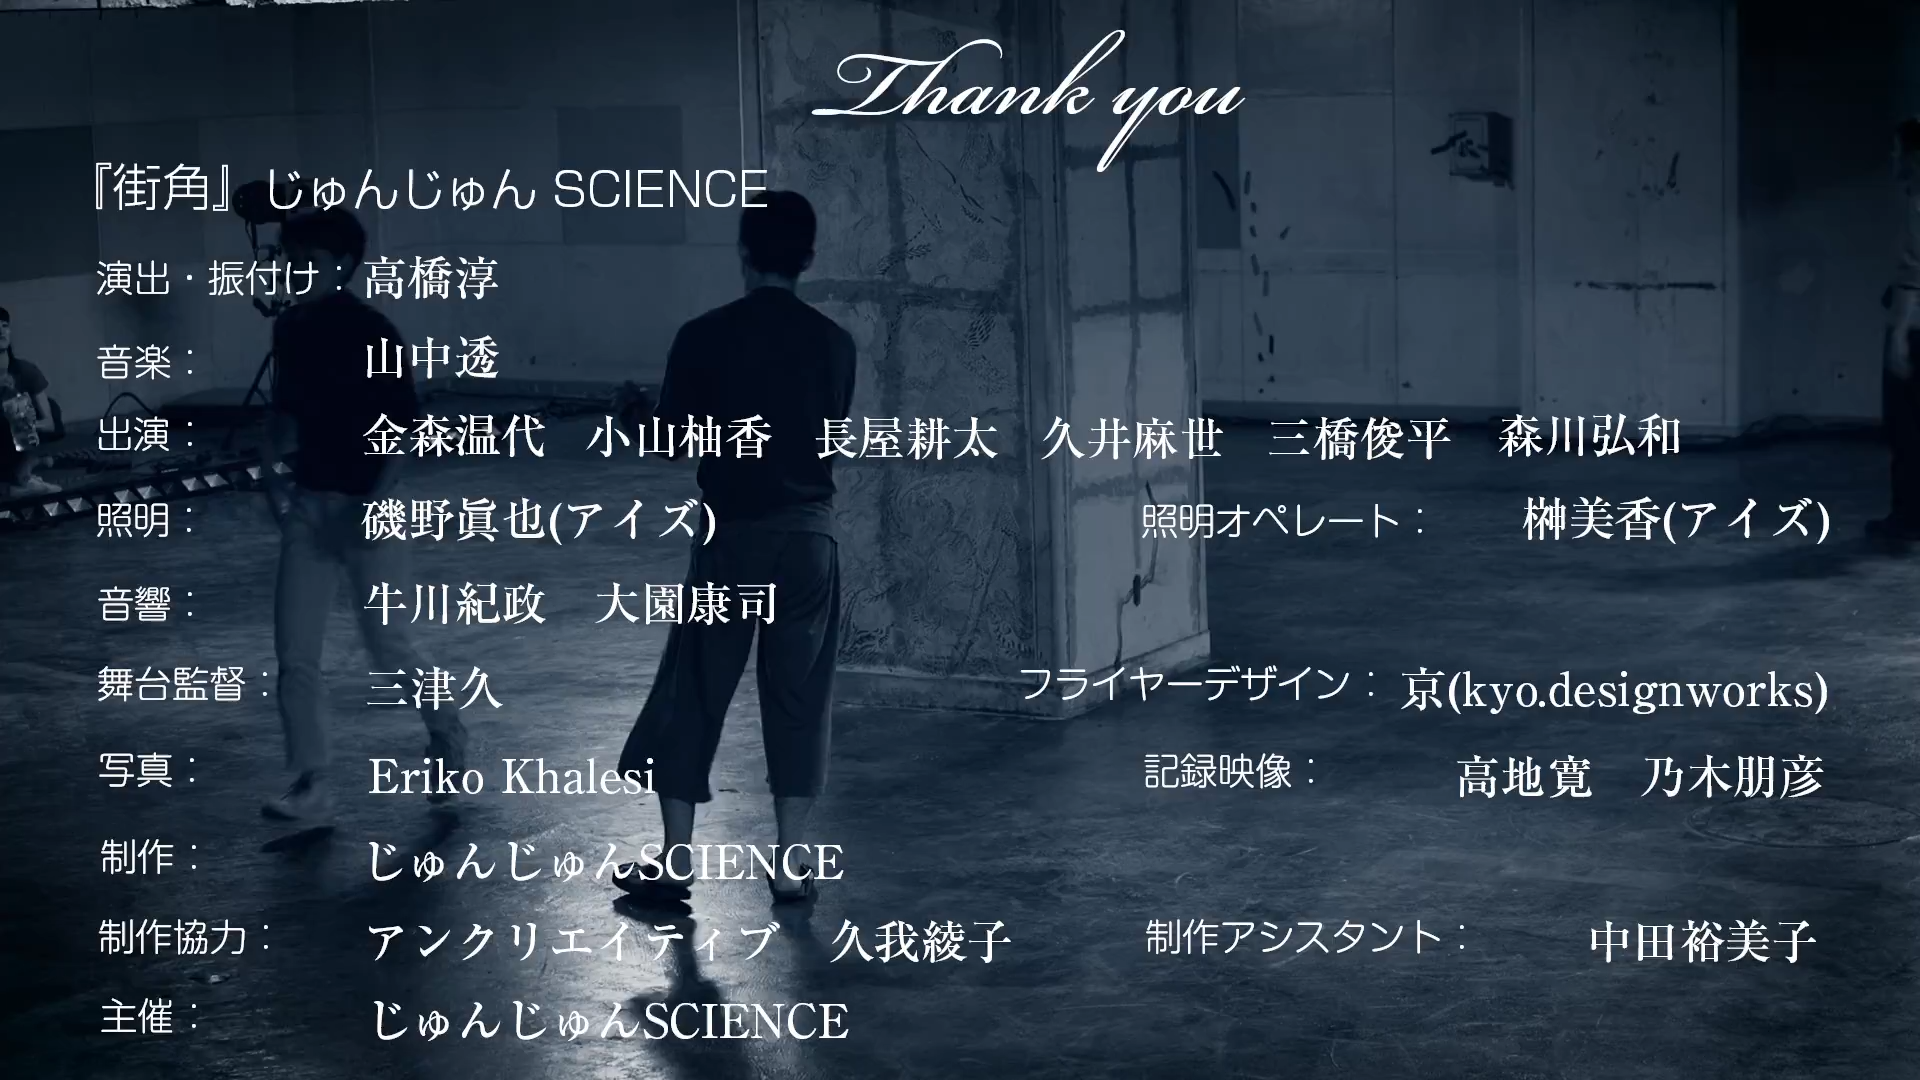 Thank you
『街角』じゅんじゅん SCIENCE
演出・振付け：高橋淳
音楽： 山中透
出演： 金森温代 小山柚香 長屋耕太 久井麻世 三橋俊平 森川弘和
照明： 磯野眞也(アイズ) 照明オペレート： 榊美香(アイズ)
音響： 牛川紀政 大園康司
舞台監督： 三津久 フライヤーデザイン： 京(kyo.designworks)
写真： Eriko Khalesi 記録映像： 高地寛 乃木朋彦
制作： じゅんじゅんSCIENCE
制作協力： アンクリエイティブ 久我綾子 制作アシスタント： 中田裕美子
主催： じゅんじゅんSCIENCE